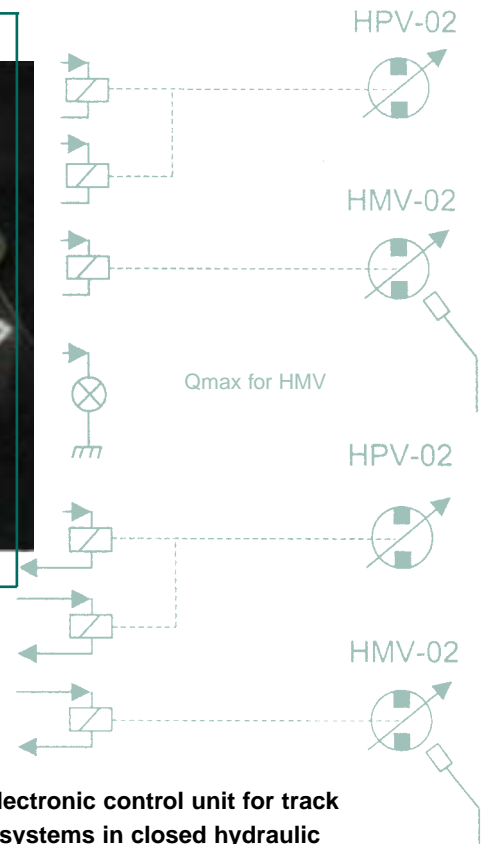 HPV-02
HMV-02
Qmax for HMV
HPV-02
HMV-02
lectronic control unit for track
systems in closed hydraulic